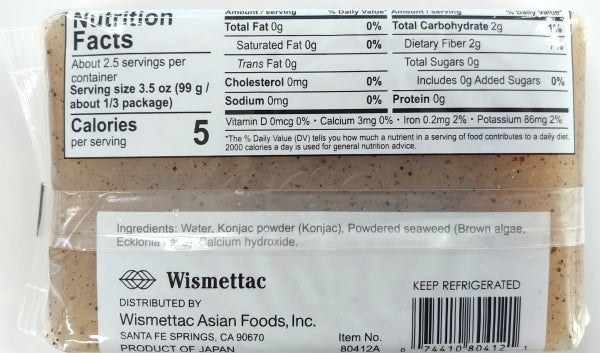 Nutrition
Facts
About 2.5 servings per
container
Serving size 3.5 oz (99 g /
about 1/3 package)
Calories 5
per serving
Amount / serving % Daily Value*
Total Fat 0g 0%
Saturated Fat 0g 0%
Trans Fat 0g
Cholesterol 0mg 0%
Sodium 0mg 0%
Amount / serving % Daily Value*
Total Carbohydrate 2g 1%
Dietary Fiber 2g
Total Sugars 0g
Includes 0g Added Sugars 0%
Protein 0g
Vitamin D 0mcg 0% • Calcium 3mg 0% • Iron 0.2mg 2% • Potassium 86mg 2%
*The % Daily Value (DV) tells you how much a nutrient in a serving of food contributes to a daily diet.
2000 calories a day is used for general nutrition advice.
Ingredients: Water, Konjac powder (Konjac), Powdered seaweed (Brown algae,
Ecklonia Calcium hydroxide.
Wismettac
DISTRIBUTED BY
Wismettac Asian Foods, Inc.
SANTA FE SPRINGS, CA 90670
PRODUCT OF JAPAN
Item No.
80412A
KEEP REFRIGERATED
0 74410 80412 1